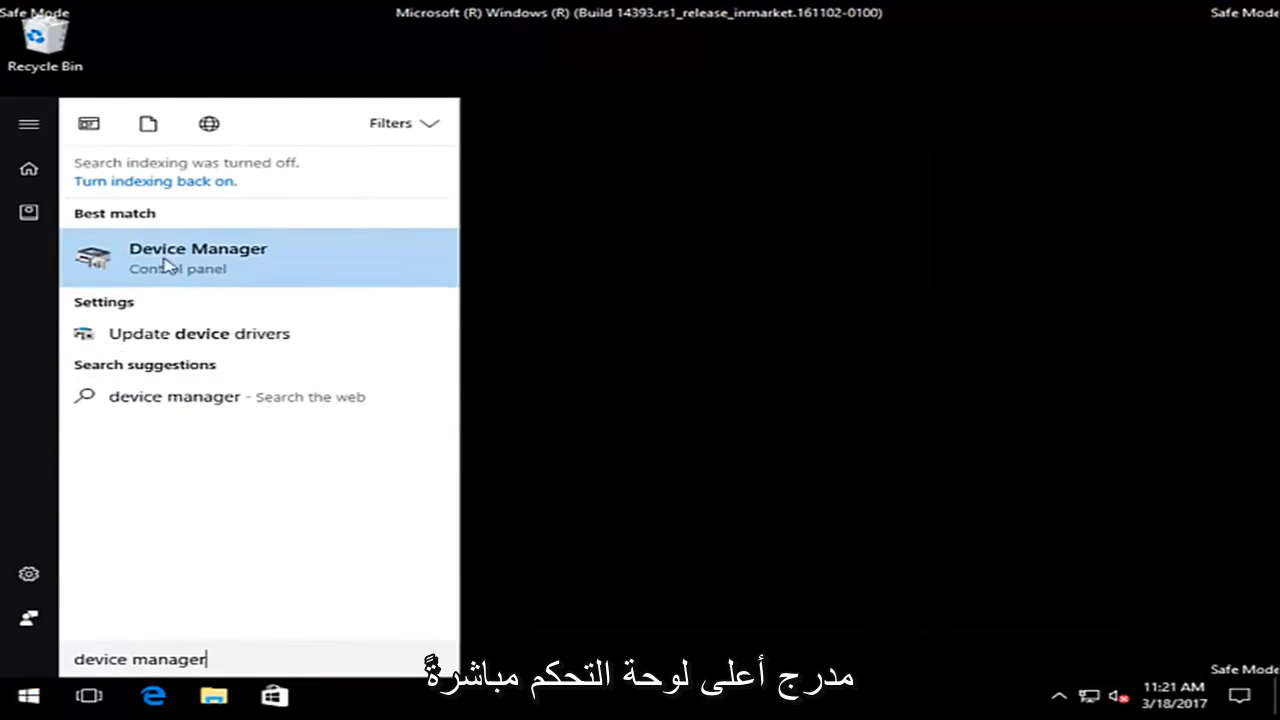 Safe Mode
Microsoft (R) Windows (R) (Build 14393.rs1_release_inmarket.161102-0100)
Safe Mode
Recycle Bin
Filters
Search indexing was turned off.
Turn indexing back on.
Best match
Device Manager
Control panel
Settings
Update device drivers
Search suggestions
device manager - Search the web
device manager
مدرج أعلى لوحة التحكم مباشرةً
Safe Mode
11:21 AM
3/18/2017